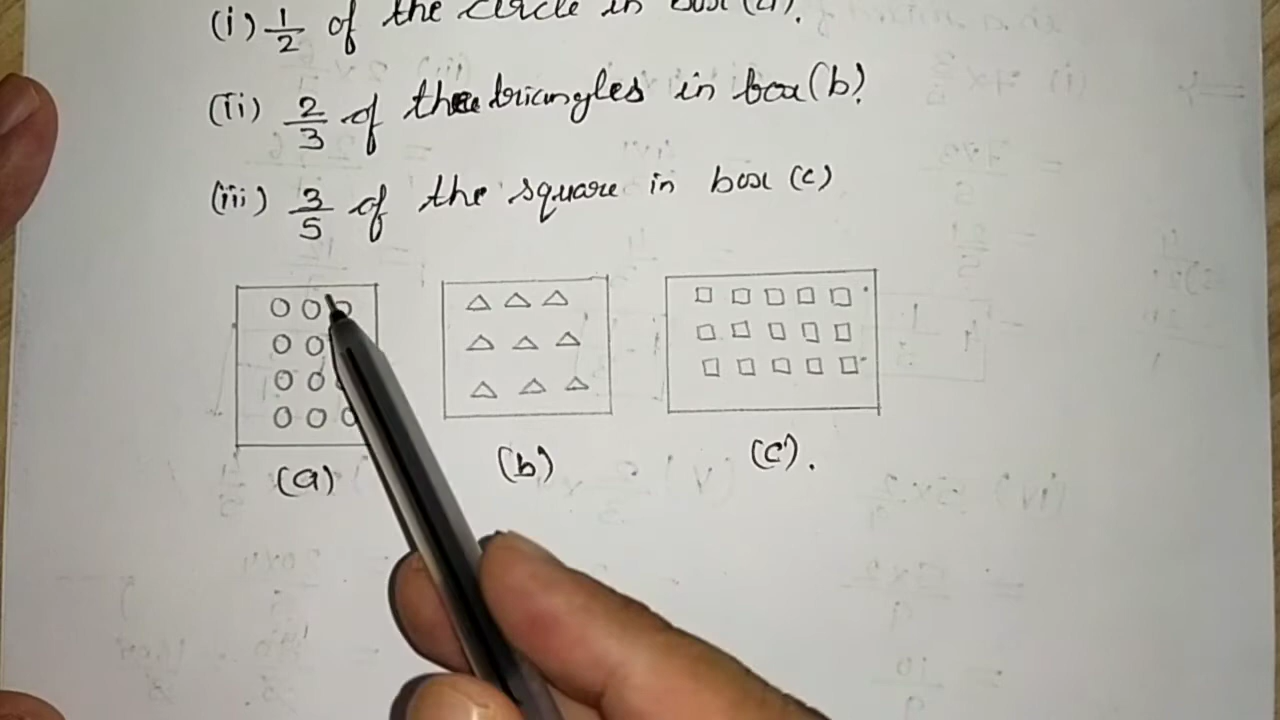 (i) 1/2 of the circle in box (a).
(ii) 2/3 of the triangles in box (b)?
(iii) 3/5 of the square in box (c)
(a) (b) (c).